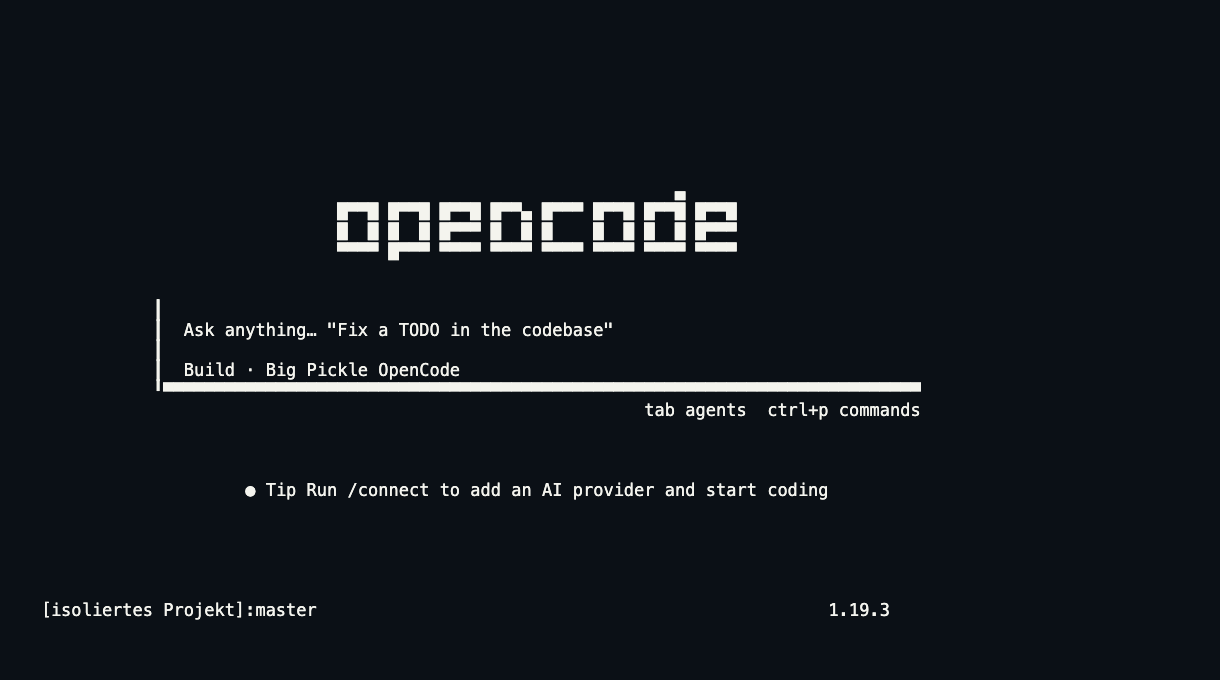 opencode
Ask anything… "Fix a TODO in the codebase"
Build · Big Pickle OpenCode
tab agents  ctrl+p commands
● Tip Run /connect to add an AI provider and start coding
[isoliertes Projekt]:master
1.19.3